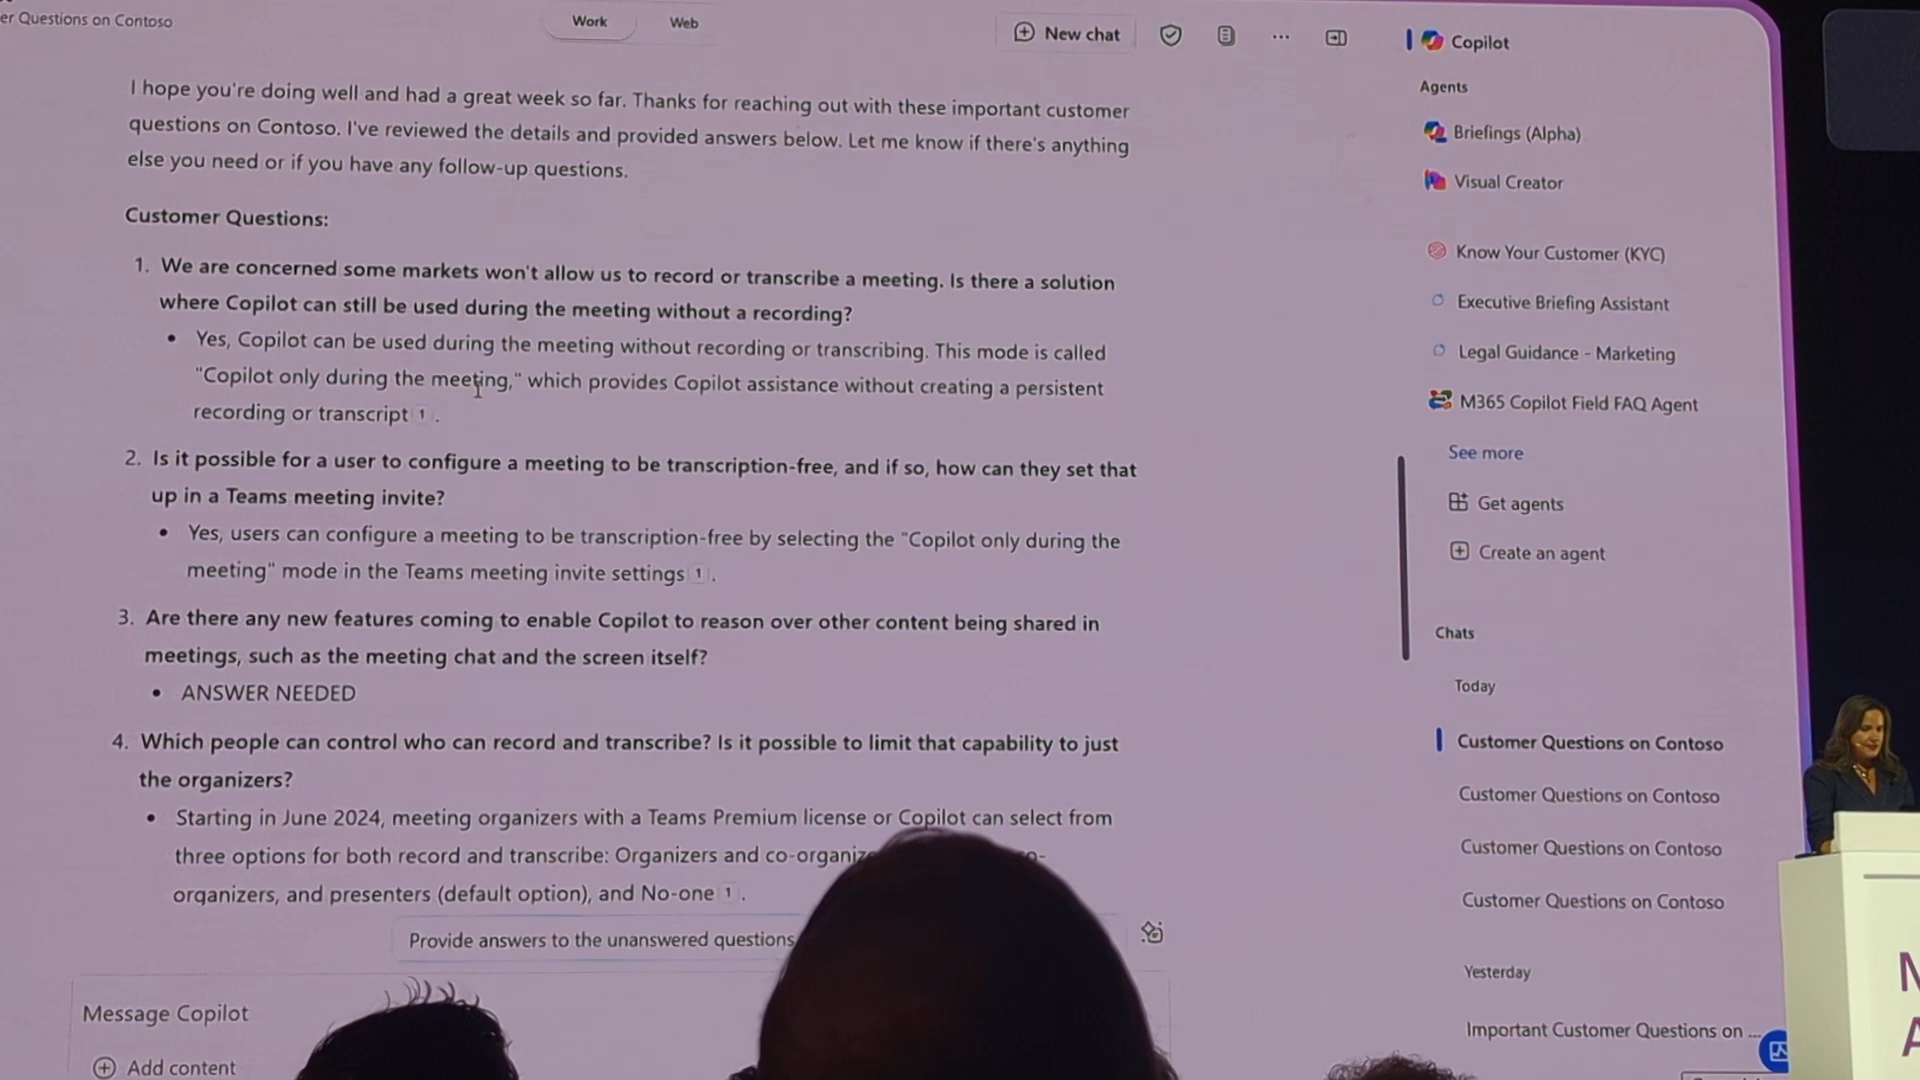 er Questions on Contoso
Work
Web
New chat
I hope you're doing well and had a great week so far. Thanks for reaching out with these important customer
questions on Contoso. I've reviewed the details and provided answers below. Let me know if there's anything
else you need or if you have any follow-up questions.
Customer Questions:
1. We are concerned some markets won't allow us to record or transcribe a meeting. Is there a solution
where Copilot can still be used during the meeting without a recording?
• Yes, Copilot can be used during the meeting without recording or transcribing. This mode is called
"Copilot only during the meeting," which provides Copilot assistance without creating a persistent
recording or transcript 1 .
2. Is it possible for a user to configure a meeting to be transcription-free, and if so, how can they set that
up in a Teams meeting invite?
• Yes, users can configure a meeting to be transcription-free by selecting the "Copilot only during the
meeting" mode in the Teams meeting invite settings 1 .
3. Are there any new features coming to enable Copilot to reason over other content being shared in
meetings, such as the meeting chat and the screen itself?
• ANSWER NEEDED
4. Which people can control who can record and transcribe? Is it possible to limit that capability to just
the organizers?
• Starting in June 2024, meeting organizers with a Teams Premium license or Copilot can select from
three options for both record and transcribe: Organizers and
organizers, and presenters (default option), and No-one 1 .
Provide answers to the unanswered questions
Message Copilot
Add content
Copilot
Agents
Briefings (Alpha)
Visual Creator
Know Your Customer (KYC)
Executive Briefing Assistant
Legal Guidance - Marketing
M365 Copilot Field FAQ Agent
See more
Get agents
Create an agent
Chats
Today
Customer Questions on Contoso
Customer Questions on Contoso
Customer Questions on Contoso
Customer Questions on Contoso
Yesterday
Important Customer Questions on ...